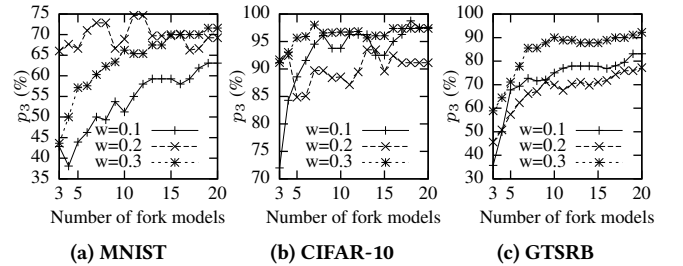 75
70
65
60
55
50
45
40
35
p₃ (%)
w=0.1
w=0.2
w=0.3
3 5 10 15 20
Number of fork models
(a) MNIST
100
95
90
85
80
75
70
p₃ (%)
w=0.1
w=0.2
w=0.3
3 5 10 15 20
Number of fork models
(b) CIFAR-10
100
90
80
70
60
50
40
30
p₃ (%)
w=0.1
w=0.2
w=0.3
3 5 10 15 20
Number of fork models
(c) GTSRB